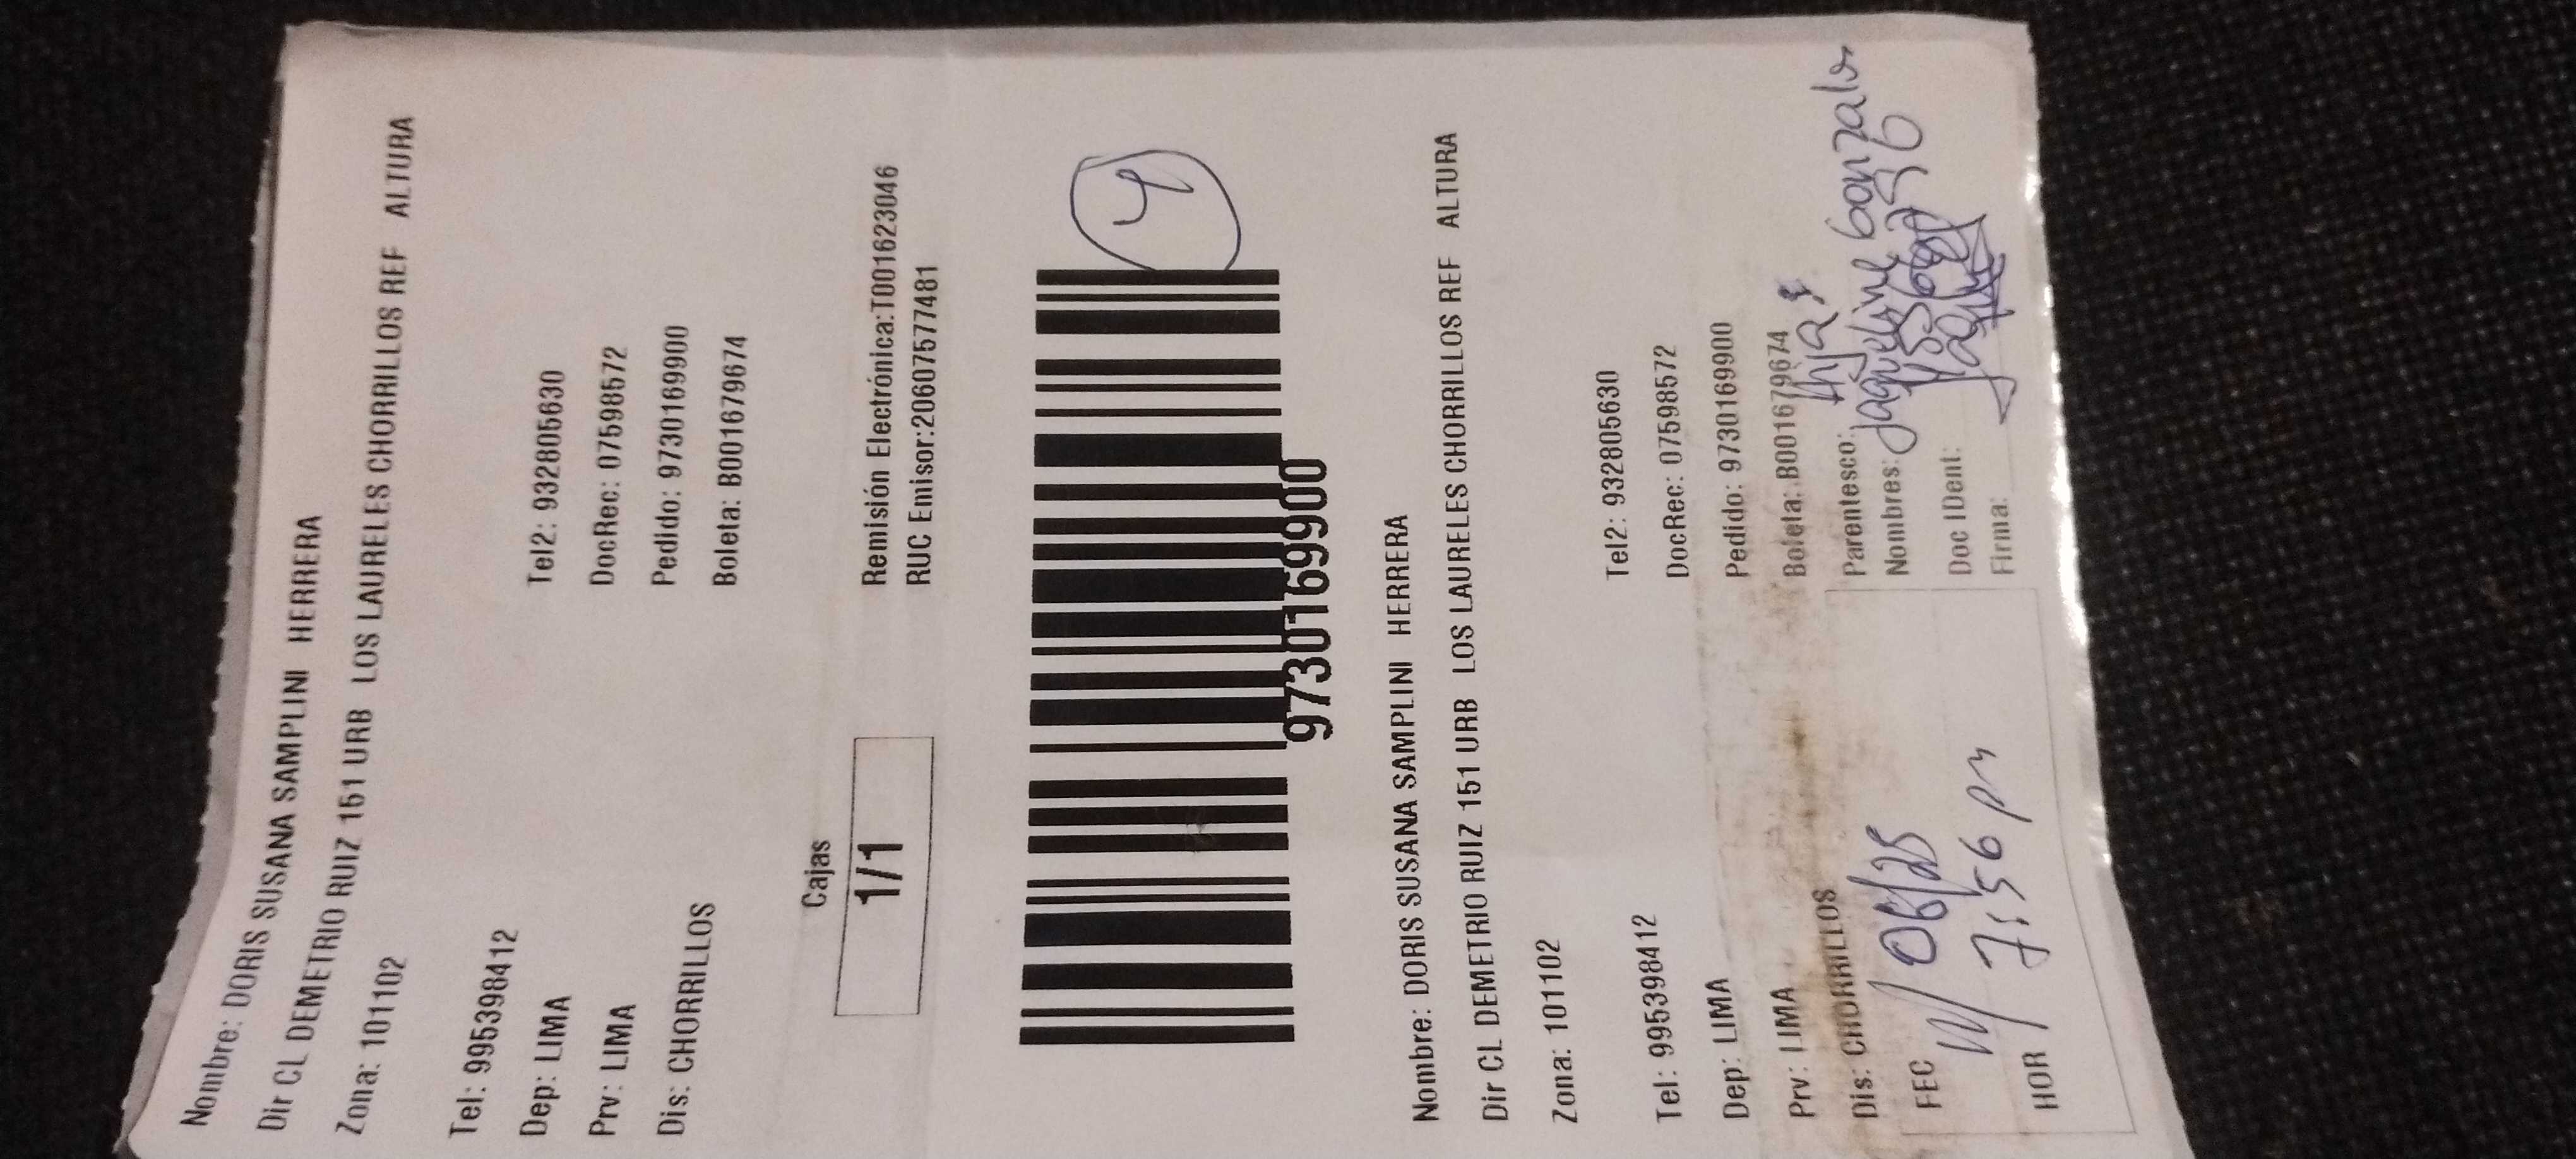 Nombre: DORIS SUSANA SAMPLINI HERRERA
Dir CL DEMETRIO RUIZ 151 URB LOS LAURELES CHORRILLOS REF ALTURA
Zona: 101102
Tel: 995398412 Tel2: 932805630
Dep: LIMA DocRec: 07598572
Prv: LIMA Pedido: 9730169900
Dis: CHORRILLOS Boleta: B001679674
Cajas
1/1
Remisión Electrónica:T001623046
RUC Emisor:20607577481
4
9730169900
Nombre: DORIS SUSANA SAMPLINI HERRERA
Dir CL DEMETRIO RUIZ 151 URB LOS LAURELES CHORRILLOS REF ALTURA
Zona: 101102
Tel: 995398412 Tel2: 932805630
Dep: LIMA DocRec: 07598572
Prv: LIMA Pedido: 9730169900
Dis: CHORRILLOS Boleta: B001679674
FEC 06/25
HOR 7:56 pm
Parentesco: Hija
Nombres: Jaqueline Gonzales
Doc IDent:
Firma: